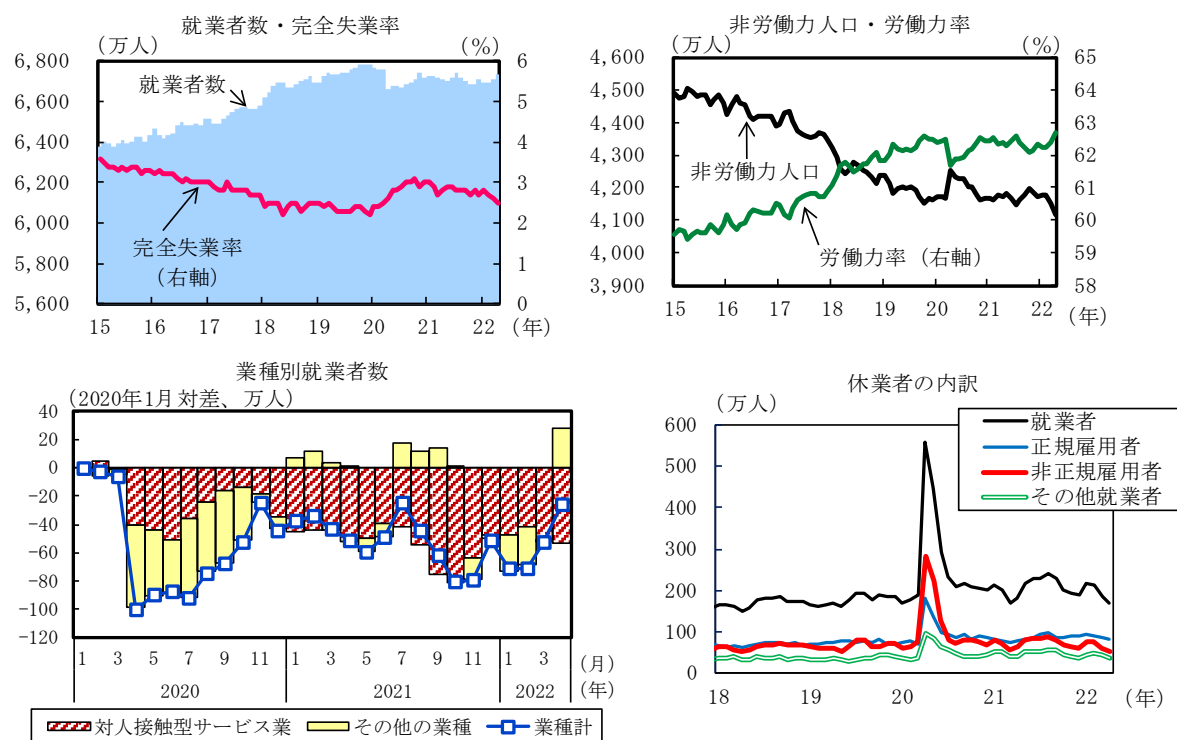 就業者数・完全失業率
（万人）
（%）
6,800
6,600
6,400
6,200
6,000
5,800
5,600
6
5
4
3
2
1
0
就業者数
完全失業率
（右軸）
15 16 17 18 19 20 21 22 （年）
非労働力人口・労働力率
（万人）
（%）
4,600
4,500
4,400
4,300
4,200
4,100
4,000
3,900
65
64
63
62
61
60
59
58
非労働力人口
労働力率（右軸）
15 16 17 18 19 20 21 22 （年）
業種別就業者数
（2020年1月対差、万人）
40
20
0
-20
-40
-60
-80
-100
-120
1 3 5 7 9 11 1 3 5 7 9 11 1 3 （月）
2020 2021 2022 （年）
対人接触型サービス業 その他の業種 業種計
休業者の内訳
（万人）
600
500
400
300
200
100
0
就業者
正規雇用者
非正規雇用者
その他就業者
18 19 20 21 22 （年）